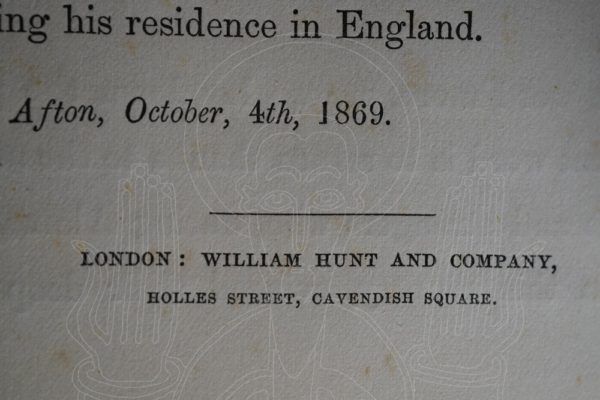 ing his residence in England.
Afton, October, 4th, 1869.
LONDON: WILLIAM HUNT AND COMPANY,
HOLLES STREET, CAVENDISH SQUARE.